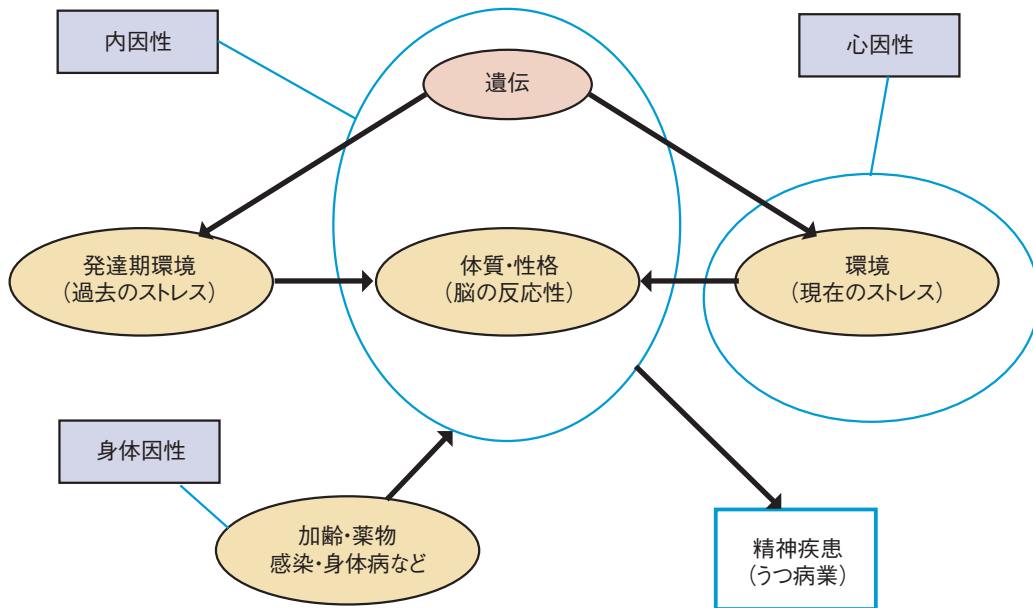 内因性
心因性
遺伝
発達期環境
（過去のストレス）
体質・性格
（脳の反応性）
環境
（現在のストレス）
身体因性
加齢・薬物
感染・身体病など
精神疾患
（うつ病業）